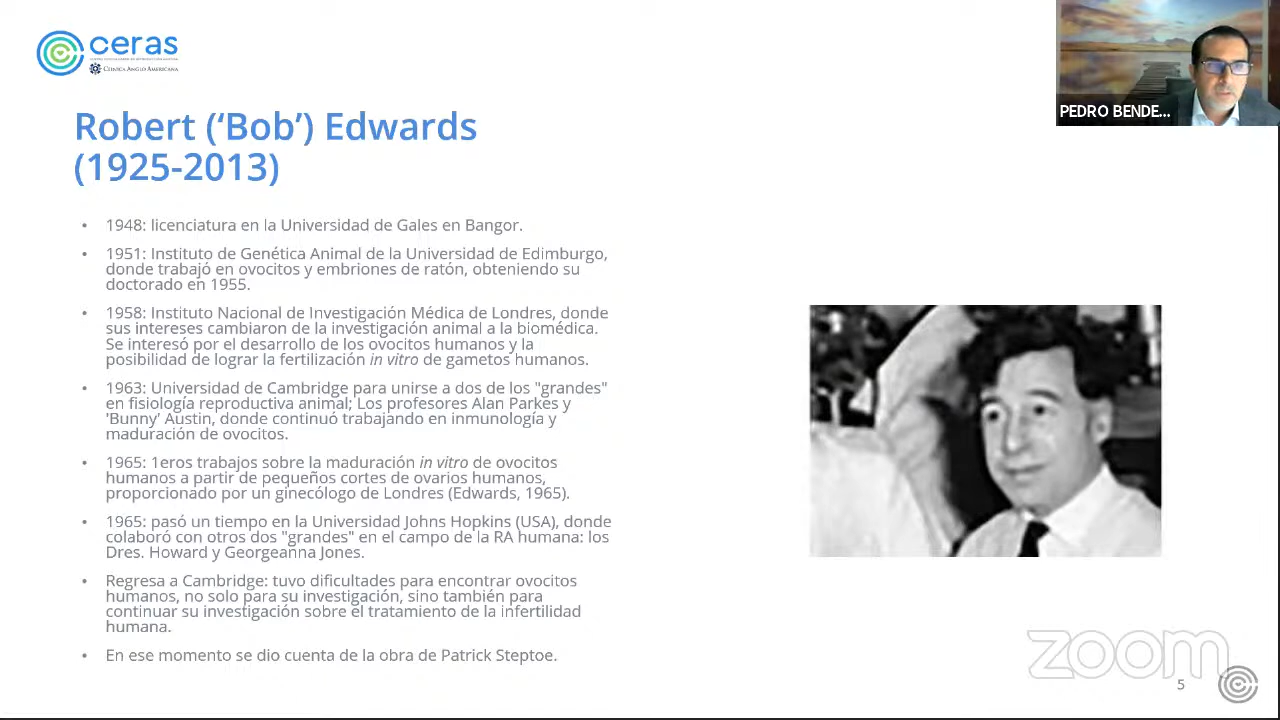 ceras
CLÍNICA ANGLO AMERICANA
PEDRO BENDE...
Robert (‘Bob’) Edwards
(1925-2013)
• 1948: licenciatura en la Universidad de Gales en Bangor.
• 1951: Instituto de Genética Animal de la Universidad de Edimburgo,
donde trabajó en ovocitos y embriones de ratón, obteniendo su
doctorado en 1955.
• 1958: Instituto Nacional de Investigación Médica de Londres, donde
sus intereses cambiaron de la investigación animal a la biomédica.
Se interesó por el desarrollo de los ovocitos humanos y la
posibilidad de lograr la fertilización in vitro de gametos humanos.
• 1963: Universidad de Cambridge para unirse a dos de los "grandes"
en fisiología reproductiva animal; Los profesores Alan Parkes y
'Bunny’ Austin, donde continuó trabajando en inmunología y
maduración de ovocitos.
• 1965: 1eros trabajos sobre la maduración in vitro de ovocitos
humanos a partir de pequeños cortes de ovarios humanos,
proporcionado por un ginecólogo de Londres (Edwards, 1965).
• 1965: pasó un tiempo en la Universidad Johns Hopkins (USA), donde
colaboró con otros dos "grandes" en el campo de la RA humana: los
Dres. Howard y Georgeanna Jones.
• Regresa a Cambridge: tuvo dificultades para encontrar ovocitos
humanos, no solo para su investigación, sino también para
continuar su investigación sobre el tratamiento de la infertilidad
humana.
• En ese momento se dio cuenta de la obra de Patrick Steptoe.
zoom
5